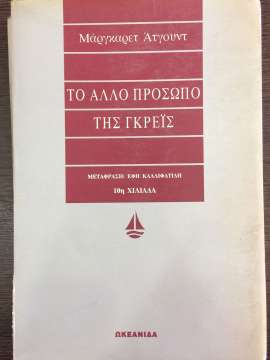 Μάργκαρετ Άτγουντ
ΤΟ ΑΛΛΟ ΠΡΟΣΩΠΟ
ΤΗΣ ΓΚΡΕΪΣ
ΜΕΤΑΦΡΑΣΗ: ΕΦΗ ΚΑΛΛΙΦΑΤΙΔΗ
10η ΧΙΛΙΑΔΑ
ΩΚΕΑΝΙΔΑ